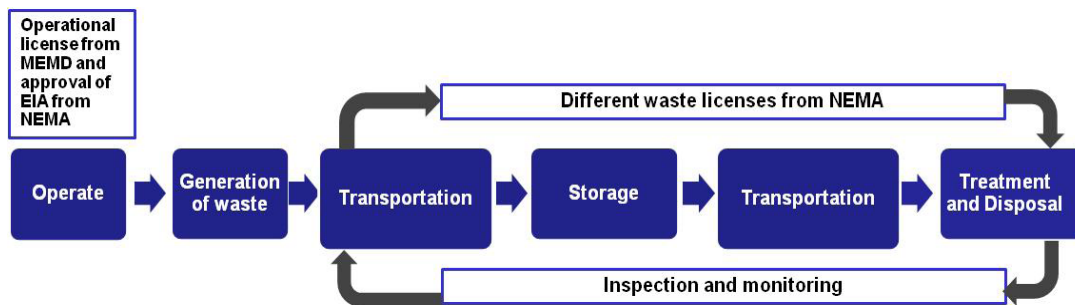 Operational
license from
MEMD and
approval of
EIA from
NEMA
Different waste licenses from NEMA
Operate
Generation
of waste
Transportation
Storage
Transportation
Treatment
and Disposal
Inspection and monitoring